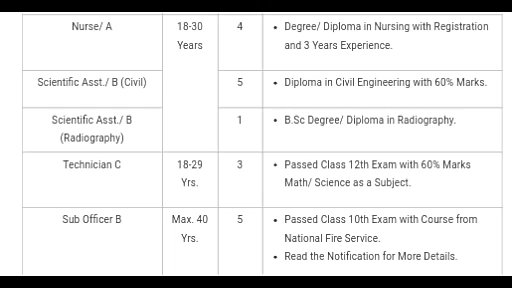 Nurse/ A 18-30 4 • Degree/ Diploma in Nursing with Registration
Years and 3 Years Experience.
Scientific Asst./ B (Civil) 5 • Diploma in Civil Engineering with 60% Marks.
Scientific Asst./ B 1 • B.Sc Degree/ Diploma in Radiography.
(Radiography)
Technician C 18-29 3 • Passed Class 12th Exam with 60% Marks
Yrs. Math/ Science as a Subject.
Sub Officer B Max. 40 5 • Passed Class 10th Exam with Course from
Yrs. National Fire Service.
• Read the Notification for More Details.